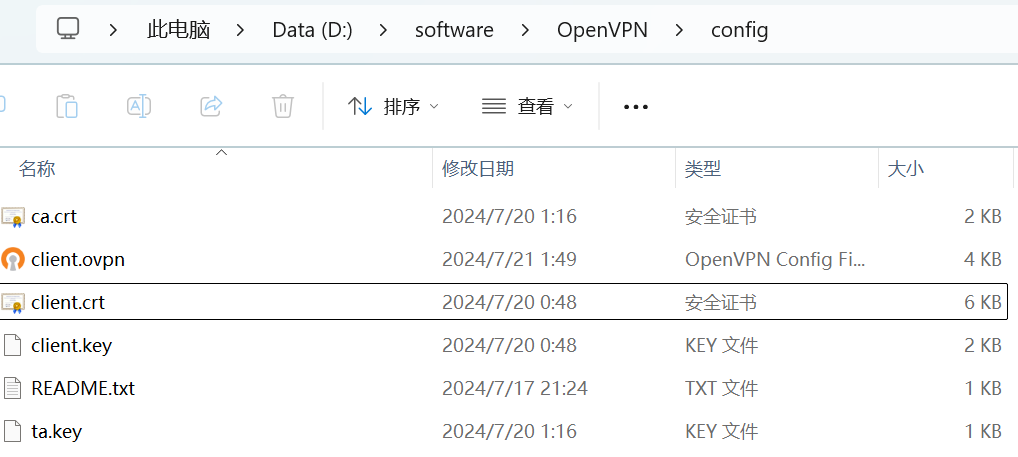 此电脑 > Data (D:) > software > OpenVPN > config
排序 查看
名称 修改日期 类型 大小
ca.crt 2024/7/20 1:16 安全证书 2 KB
client.ovpn 2024/7/21 1:49 OpenVPN Config Fi... 4 KB
client.crt 2024/7/20 0:48 安全证书 6 KB
client.key 2024/7/20 0:48 KEY 文件 2 KB
README.txt 2024/7/17 21:24 TXT 文件 1 KB
ta.key 2024/7/20 1:16 KEY 文件 1 KB